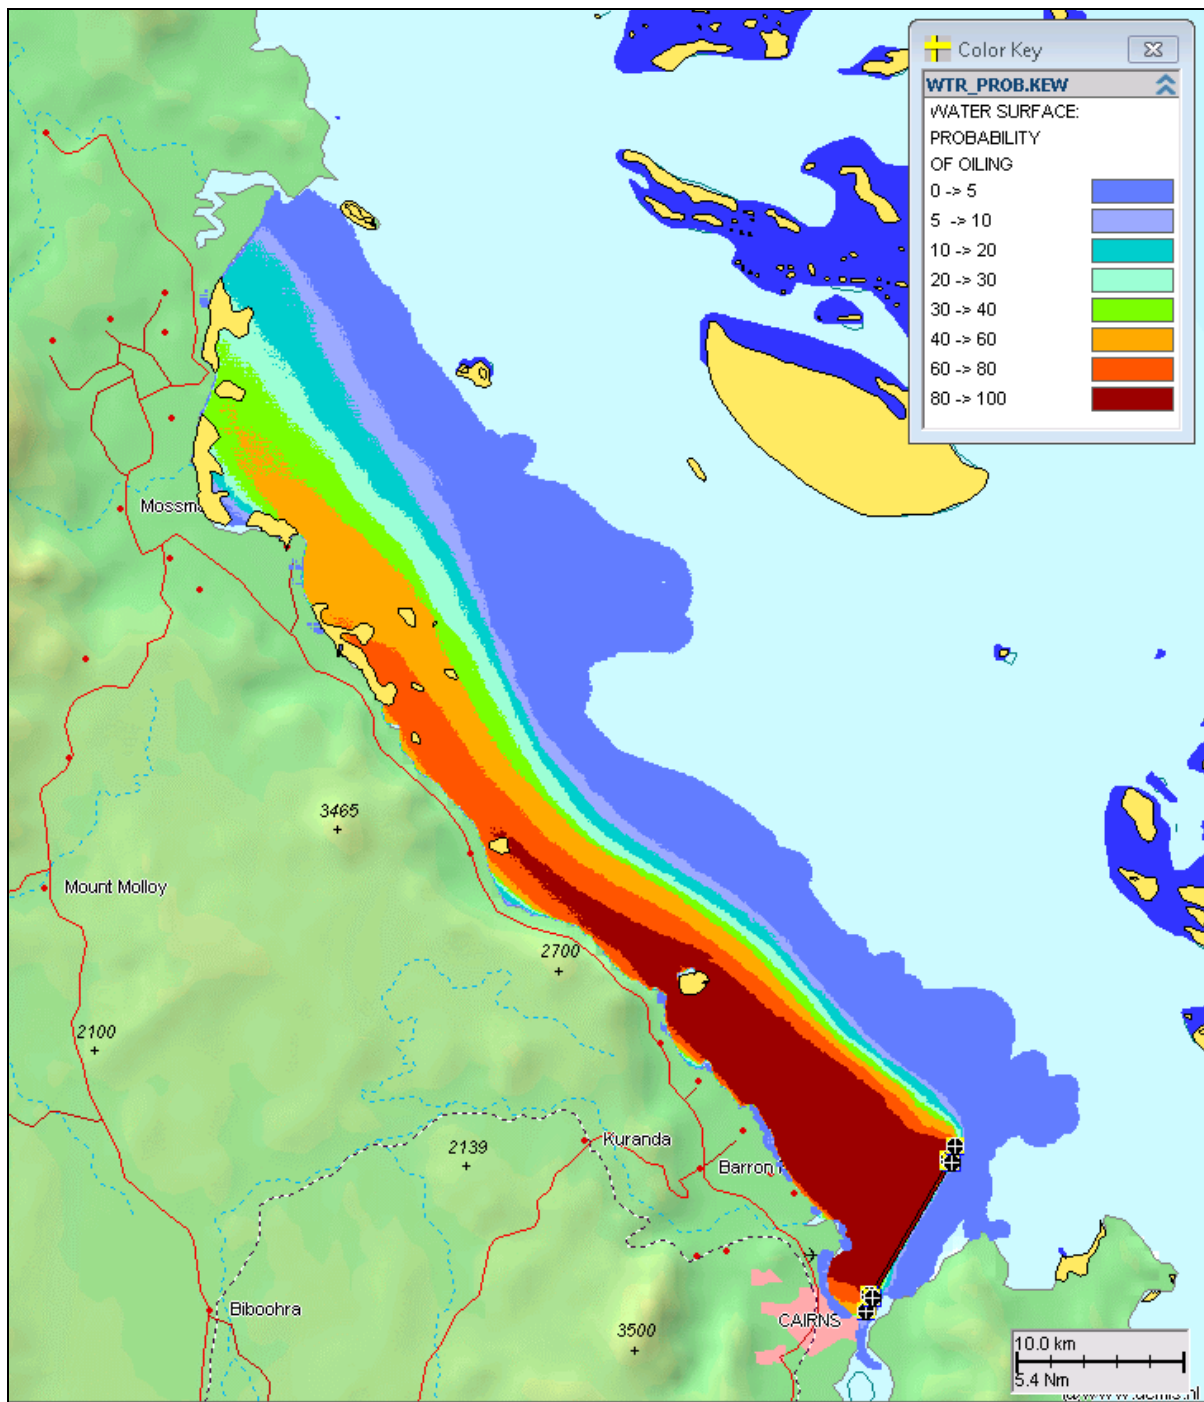 Color Key
WTR_PROB.KEW
WATER SURFACE:
PROBABILITY
OF OILING
0 -> 5
5 -> 10
10 -> 20
20 -> 30
30 -> 40
40 -> 60
60 -> 80
80 -> 100
3465
Mount Molloy
2700
2100
2139
Kuranda
Barron
Biboohra
CAIRNS
3500
10.0 km
5.4 Nm